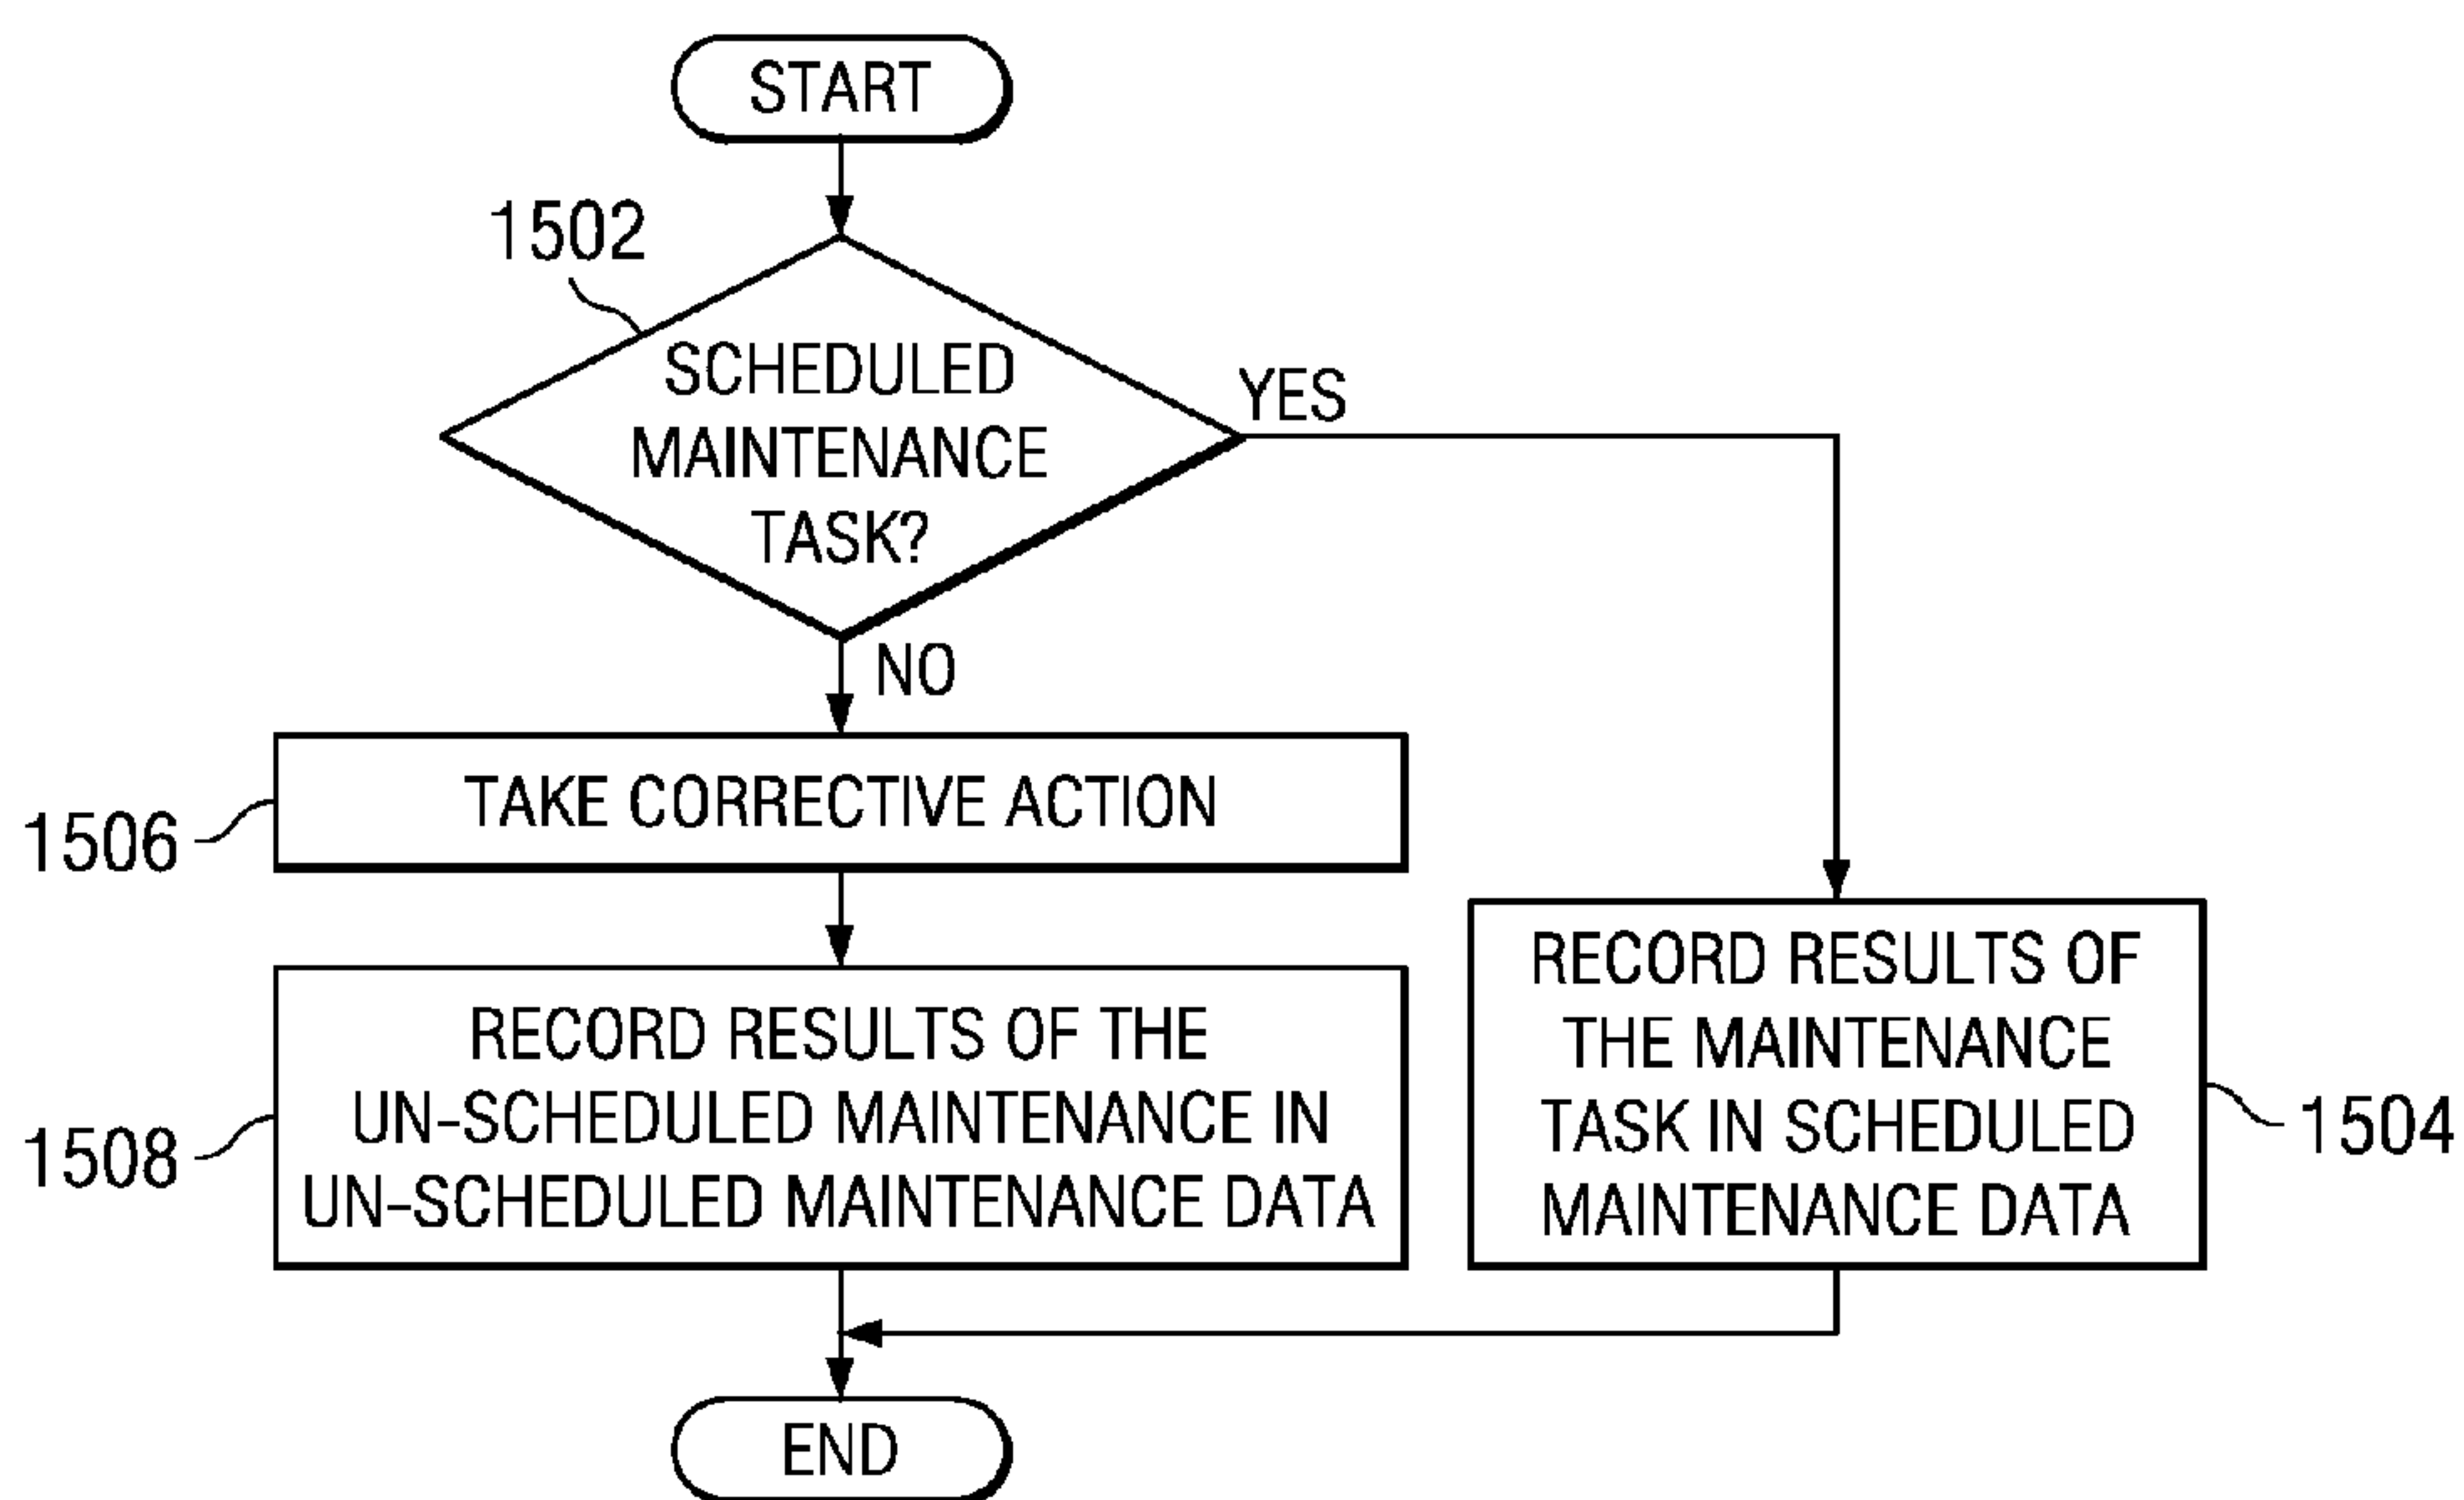 START
1502
SCHEDULED
MAINTENANCE
TASK?
YES
NO
1506
TAKE CORRECTIVE ACTION
1508
RECORD RESULTS OF THE
UN-SCHEDULED MAINTENANCE IN
UN-SCHEDULED MAINTENANCE DATA
RECORD RESULTS OF
THE MAINTENANCE
TASK IN SCHEDULED
MAINTENANCE DATA
1504
END